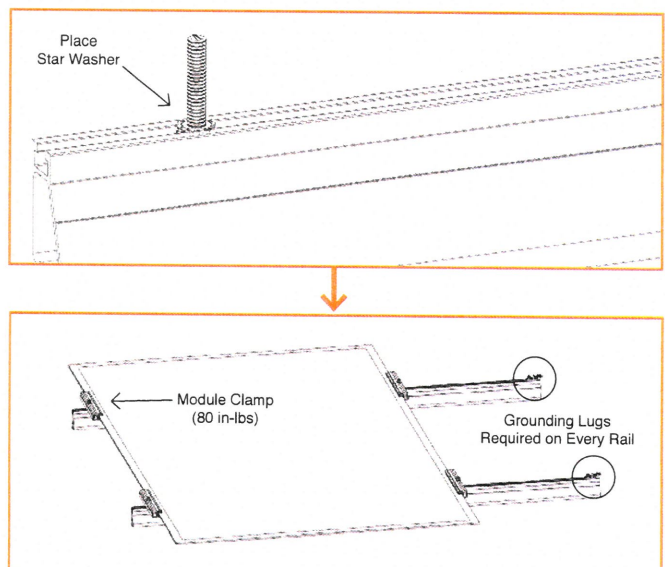 Place
Star Washer
Module Clamp
(80 in-lbs)
Grounding Lugs
Required on Every Rail